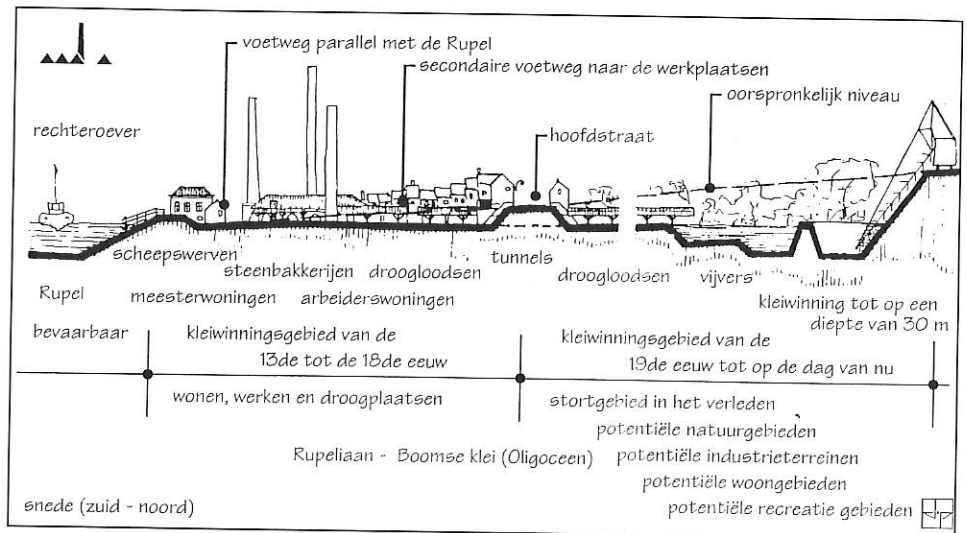 voetweg parallel met de Rupel
secondaire voetweg naar de werkplaatsen
oorspronkelijk niveau
rechteroever
hoofdstraat
scheepswerven
steenbakkerijen droogloodsen
tunnels
droogloodsen
vijvers
Rupel
meesterwoningen arbeiderswoningen
kleiwinning tot op een
diepte van 30 m
bevaarbaar
kleiwinningsgebied van de
13de tot de 18de eeuw
kleiwinningsgebied van de
19de eeuw tot op de dag van nu
wonen, werken en droogplaatsen
stortgebied in het verleden
potentiële natuurgebieden
Rupeliaan - Boomse klei (Oligoceen)
potentiële industrieterreinen
potentiële woongebieden
snede (zuid - noord)
potentiële recreatie gebieden